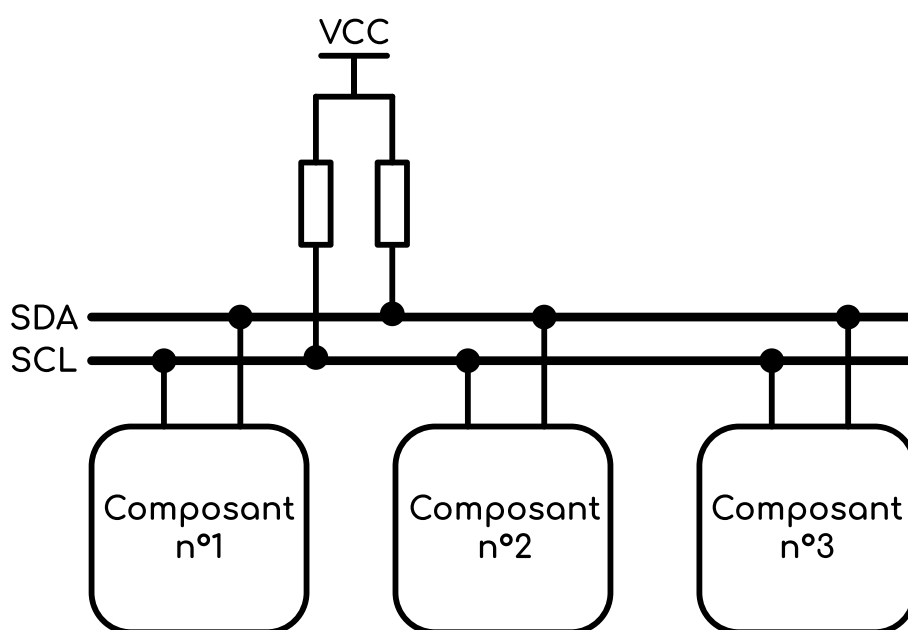 VCC
SDA
SCL
Composant
n°1
Composant
n°2
Composant
n°3